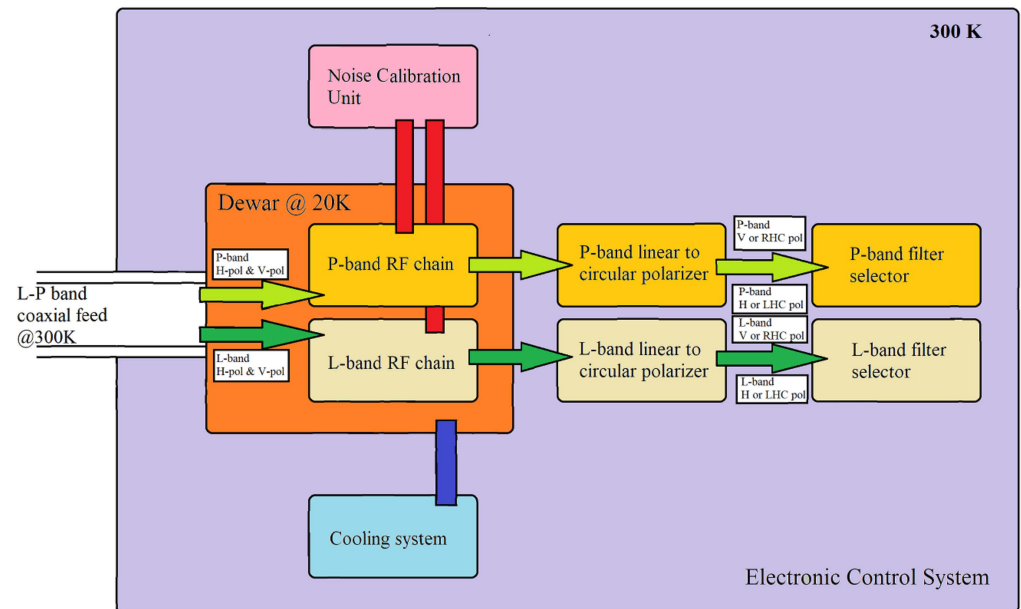 300 K
Noise Calibration
Unit
Dewar @ 20K
P-band
H-pol & V-pol
P-band RF chain
P-band linear to
circular polarizer
P-band
V or RHC pol
P-band filter
selector
L-P band
coaxial feed
@300K
P-band
H or LHC pol
L-band
V or RHC pol
L-band
H-pol & V-pol
L-band RF chain
L-band linear to
circular polarizer
L-band filter
selector
L-band
H or LHC pol
Cooling system
Electronic Control System